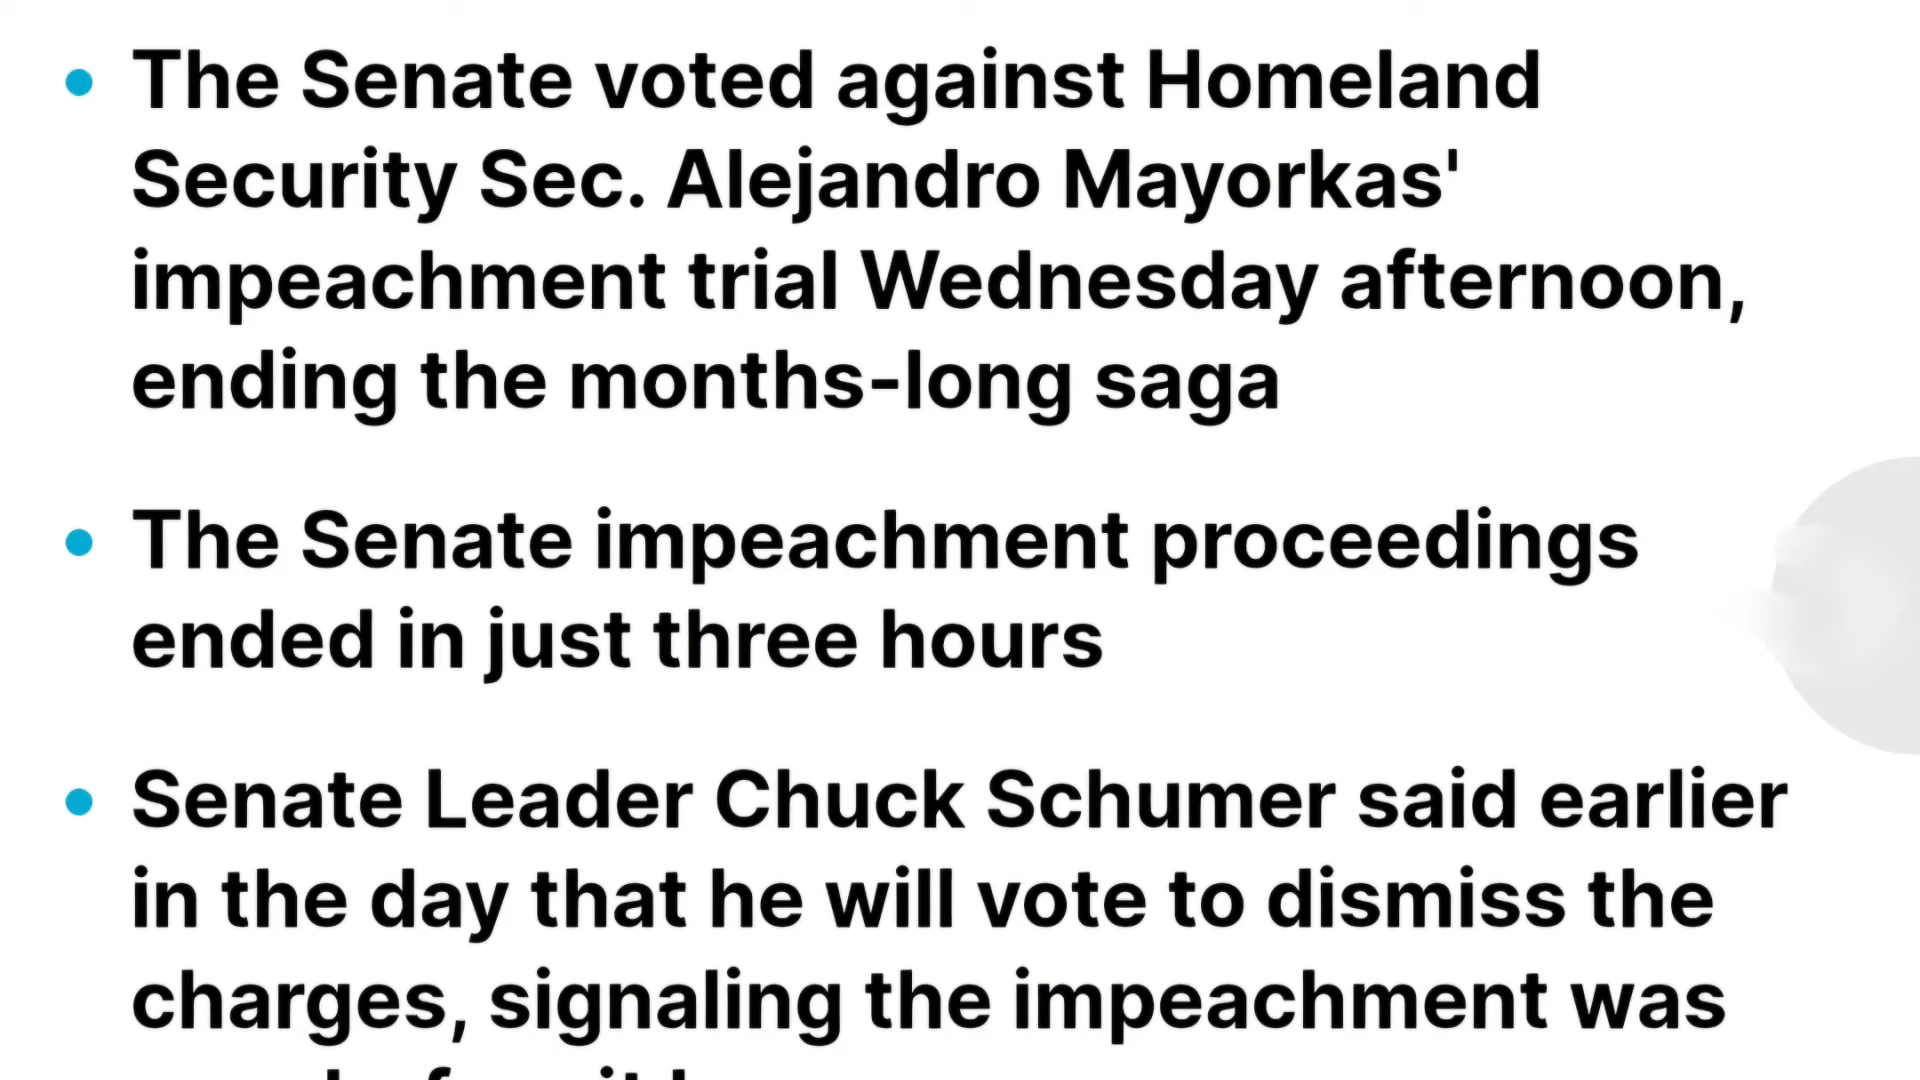 The Senate voted against Homeland
Security Sec. Alejandro Mayorkas'
impeachment trial Wednesday afternoon,
ending the months-long saga
The Senate impeachment proceedings
ended in just three hours
Senate Leader Chuck Schumer said earlier
in the day that he will vote to dismiss the
charges, signaling the impeachment was